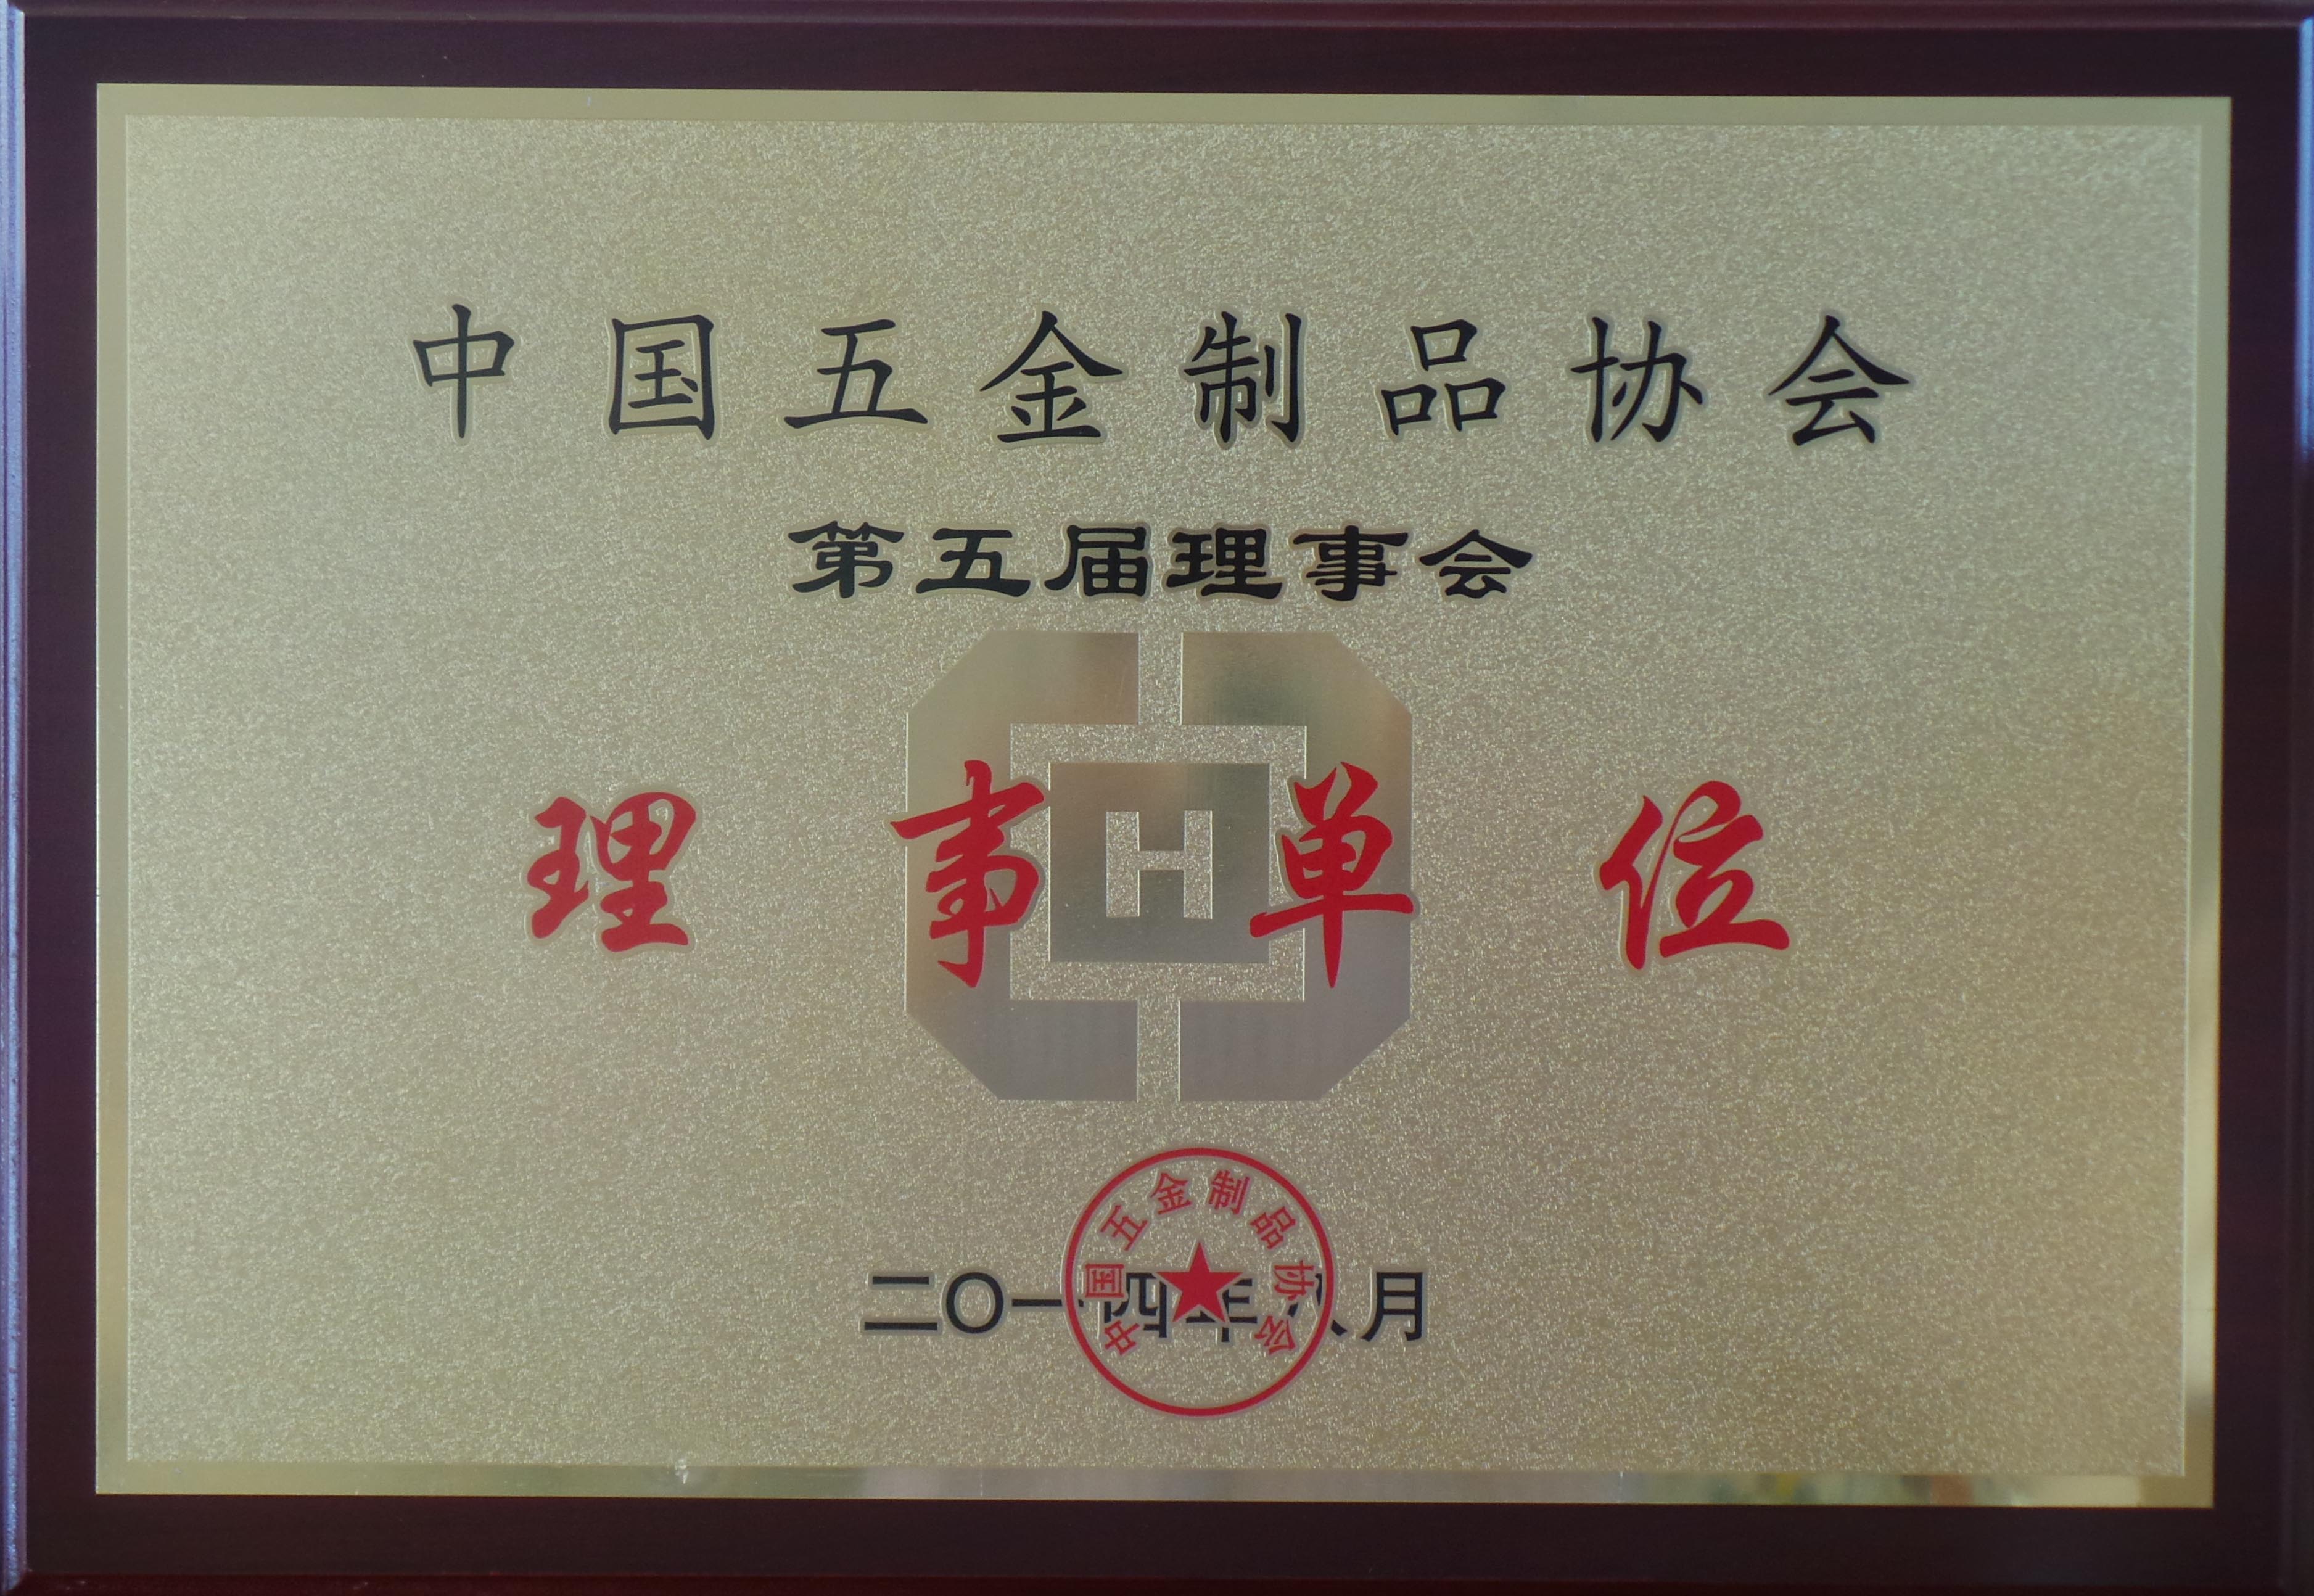 中国五金制品协会
第五届理事会
H
理事单位
中国五金制品协会
二〇一四年八月